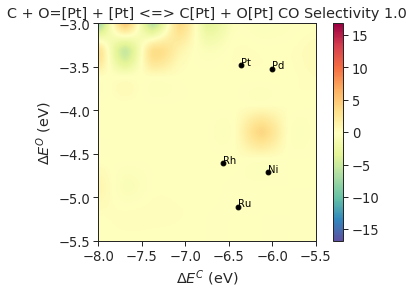 C + O=[Pt] + [Pt] <=> C[Pt] + O[Pt] CO Selectivity 1.0
−3.0
−3.5
−4.0
−4.5
−5.0
−5.5
ΔE^O (eV)
Pt
Pd
Rh
Ni
Ru
−8.0 −7.5 −7.0 −6.5 −6.0 −5.5
ΔE^C (eV)
15
10
5
0
−5
−10
−15